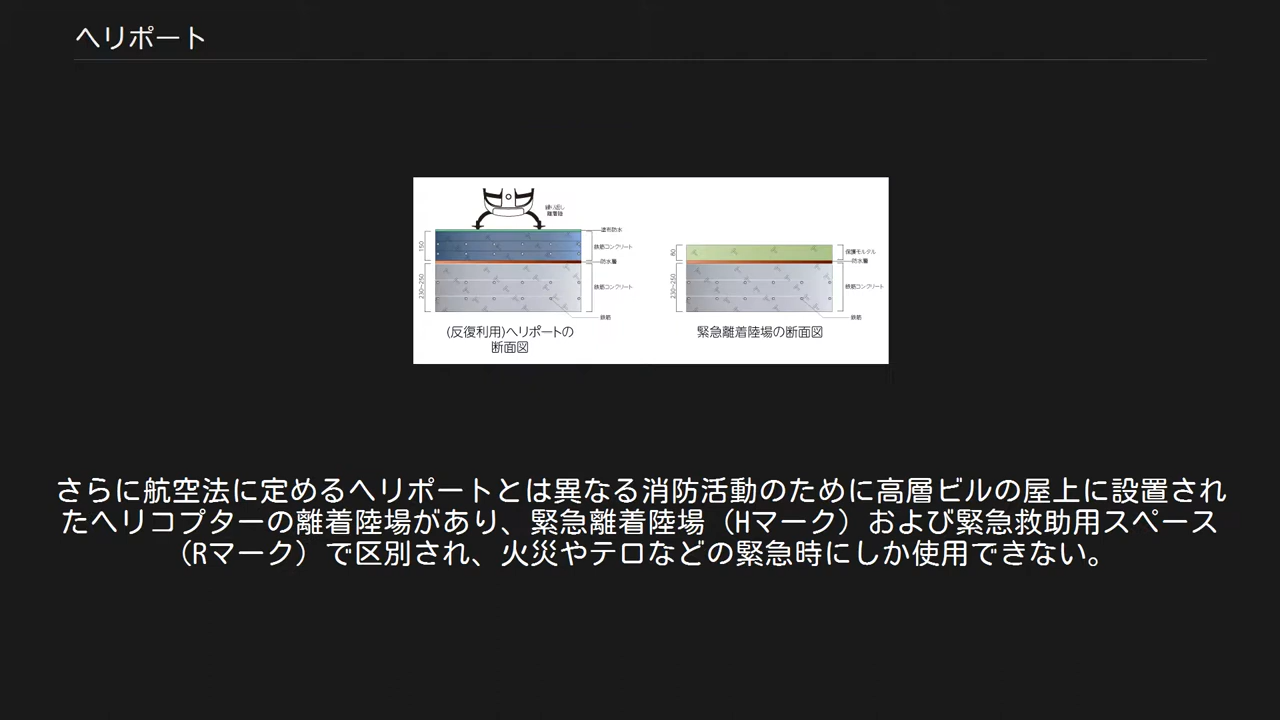 ヘリポート
繰り返し
離着陸
塗布防水
150
鉄筋コンクリート
防水層
230~250
鉄筋コンクリート
鉄筋
(反復利用)ヘリポートの
断面図
80
保護モルタル
防水層
230~250
鉄筋コンクリート
鉄筋
緊急離着陸場の断面図
さらに航空法に定めるヘリポートとは異なる消防活動のために高層ビルの屋上に設置され
たヘリコプターの離着陸場があり、緊急離着陸場（Hマーク）および緊急救助用スペース
（Rマーク）で区別され、火災やテロなどの緊急時にしか使用できない。